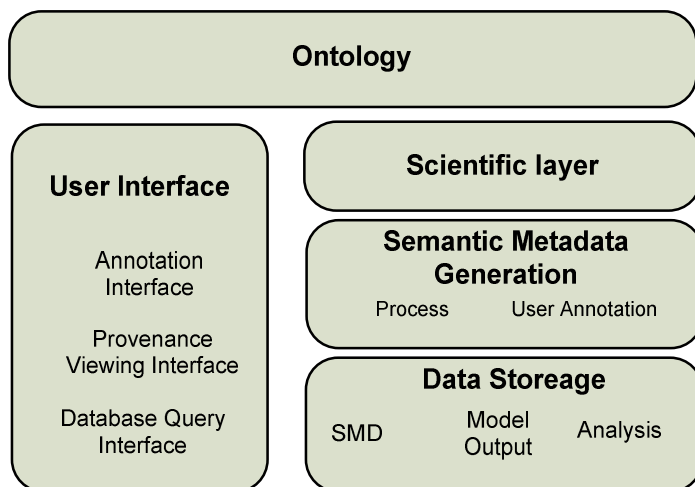 Ontology
User Interface
Annotation
Interface
Provenance
Viewing Interface
Database Query
Interface
Scientific layer
Semantic Metadata
Generation
Process User Annotation
Data Storeage
SMD
Model
Output
Analysis